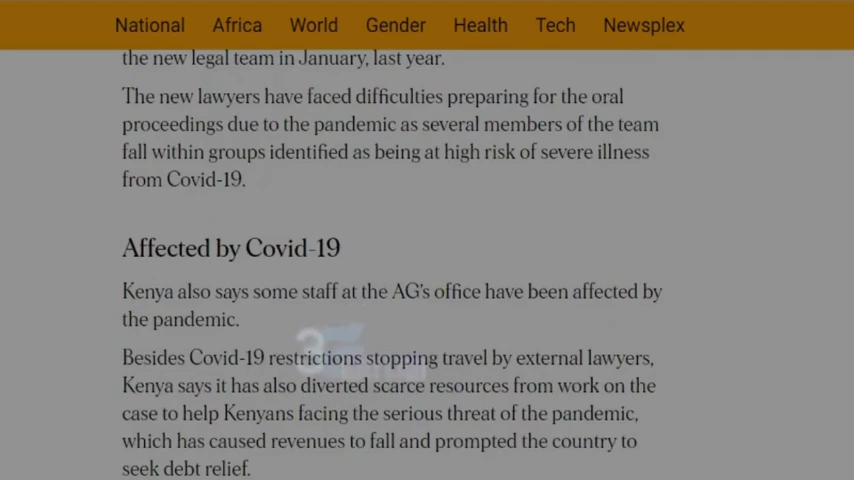 National Africa World Gender Health Tech Newsplex
the new legal team in January, last year.
The new lawyers have faced difficulties preparing for the oral
proceedings due to the pandemic as several members of the team
fall within groups identified as being at high risk of severe illness
from Covid-19.
Affected by Covid-19
Kenya also says some staff at the AG's office have been affected by
the pandemic.
3
Besides Covid-19 restrictions stopping travel by external lawyers,
Kenya says it has also diverted scarce resources from work on the
case to help Kenyans facing the serious threat of the pandemic,
which has caused revenues to fall and prompted the country to
seek debt relief.